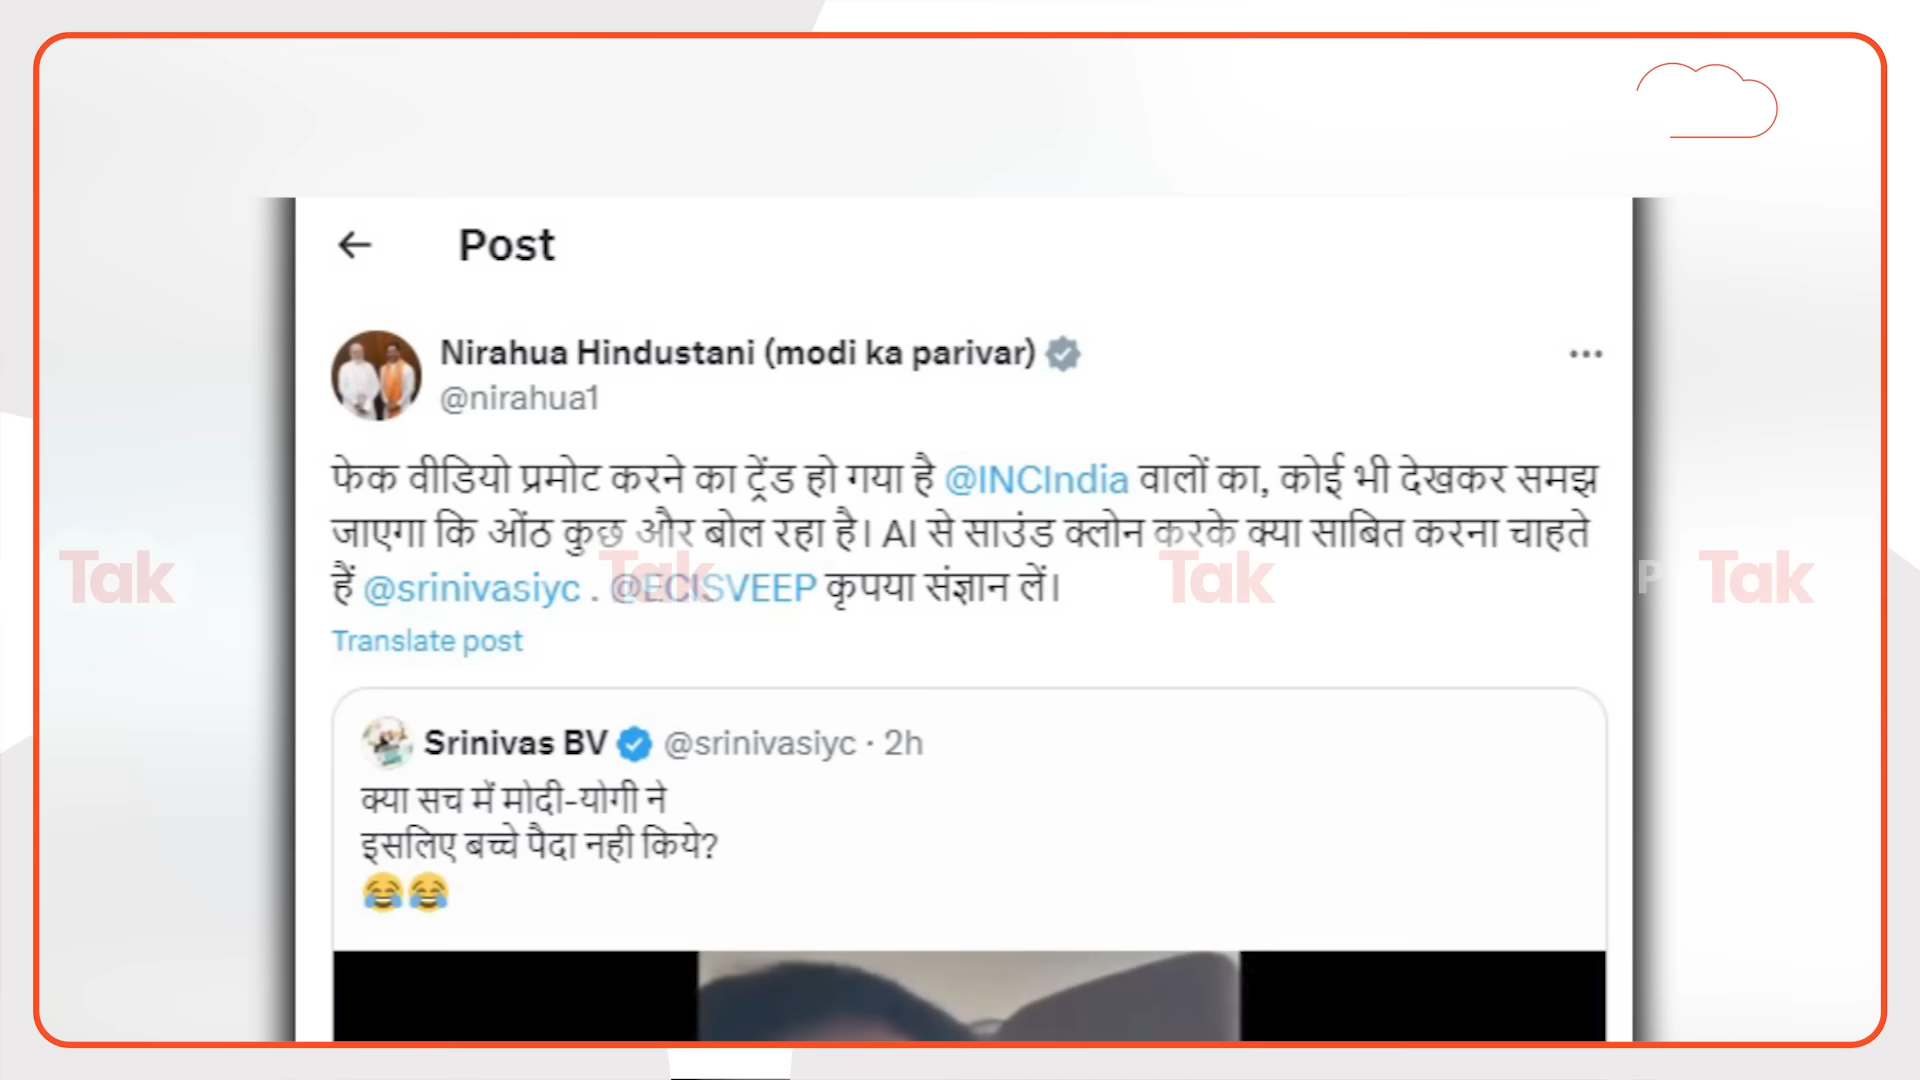 Post
Nirahua Hindustani (modi ka parivar)
@nirahua1
फेक वीडियो प्रमोट करने का ट्रेंड हो गया है @INCIndia वालों का, कोई भी देखकर समझ
जाएगा कि ओंठ कुछ और बोल रहा है। AI से साउंड क्लोन करके क्या साबित करना चाहते
हैं @srinivasiyc . @ECISVEEP कृपया संज्ञान लें।
Tak Tak Tak P Tak
Translate post
Srinivas BV @srinivasiyc · 2h
क्या सच में मोदी-योगी ने
इसलिए बच्चे पैदा नही किये?
😂😂